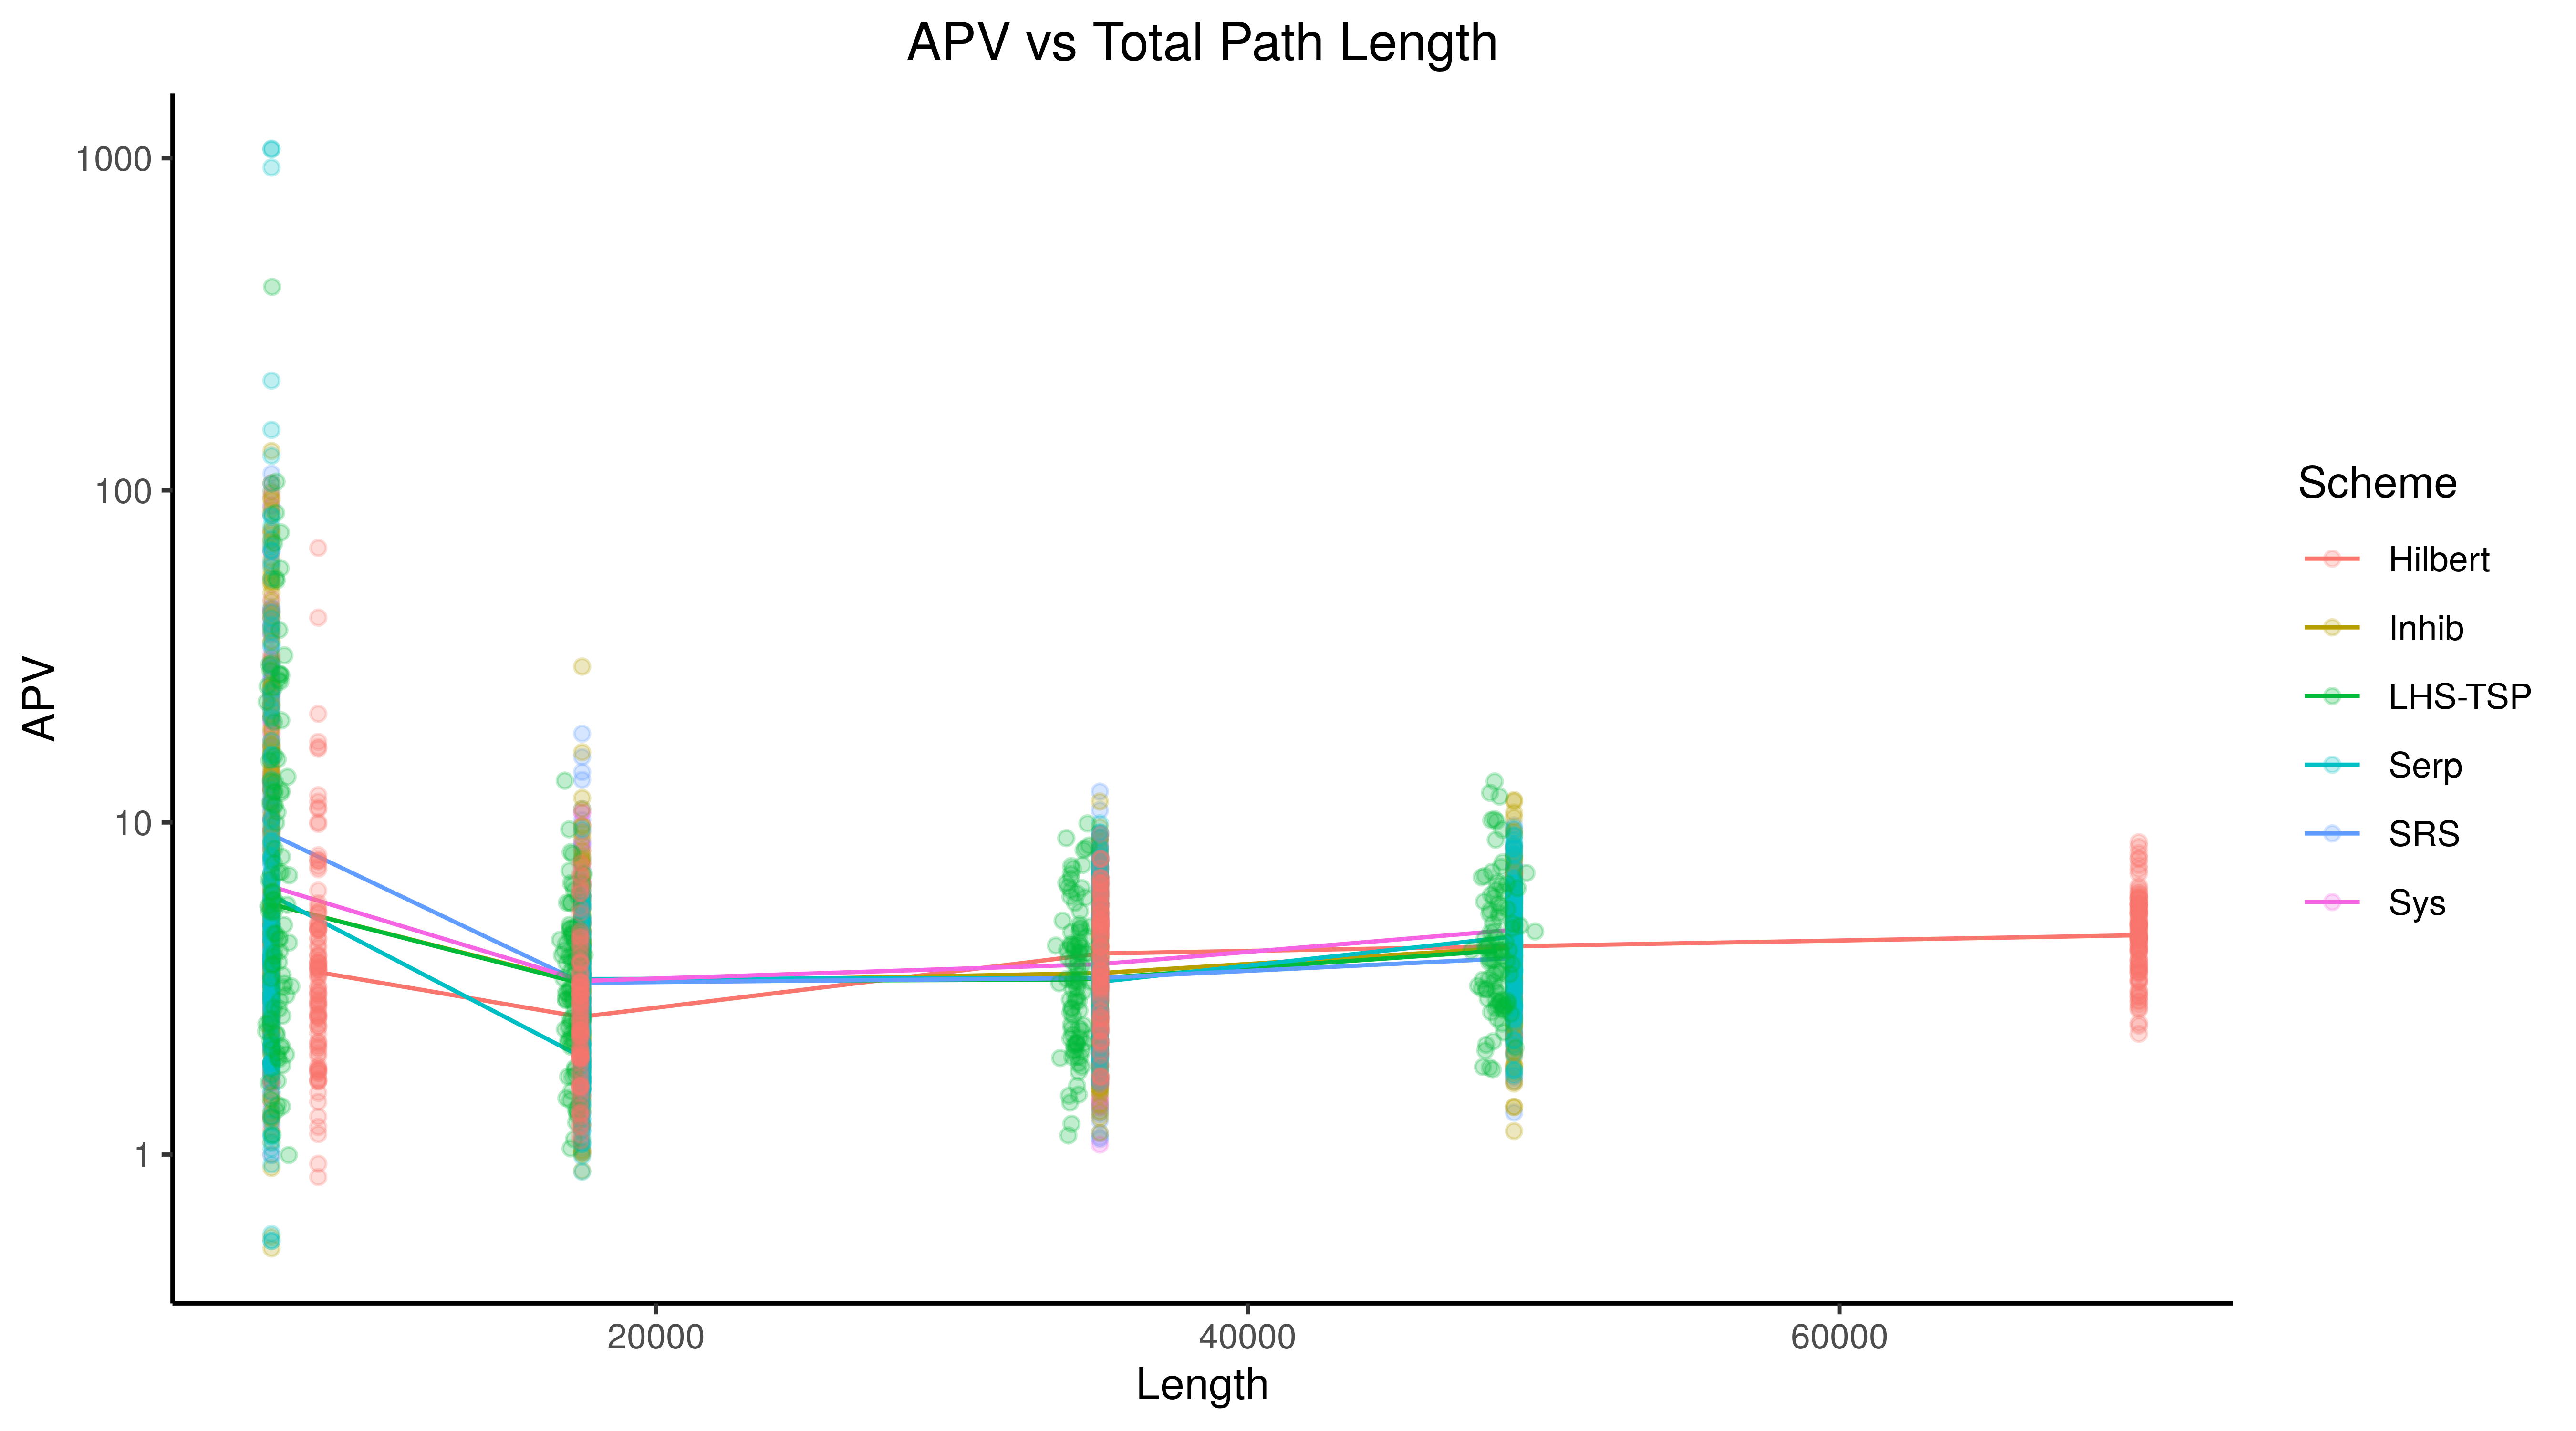 APV vs Total Path Length
1000
100
10
1
APV
20000
40000
60000
Length
Scheme
Hilbert
Inhib
LHS-TSP
Serp
SRS
Sys